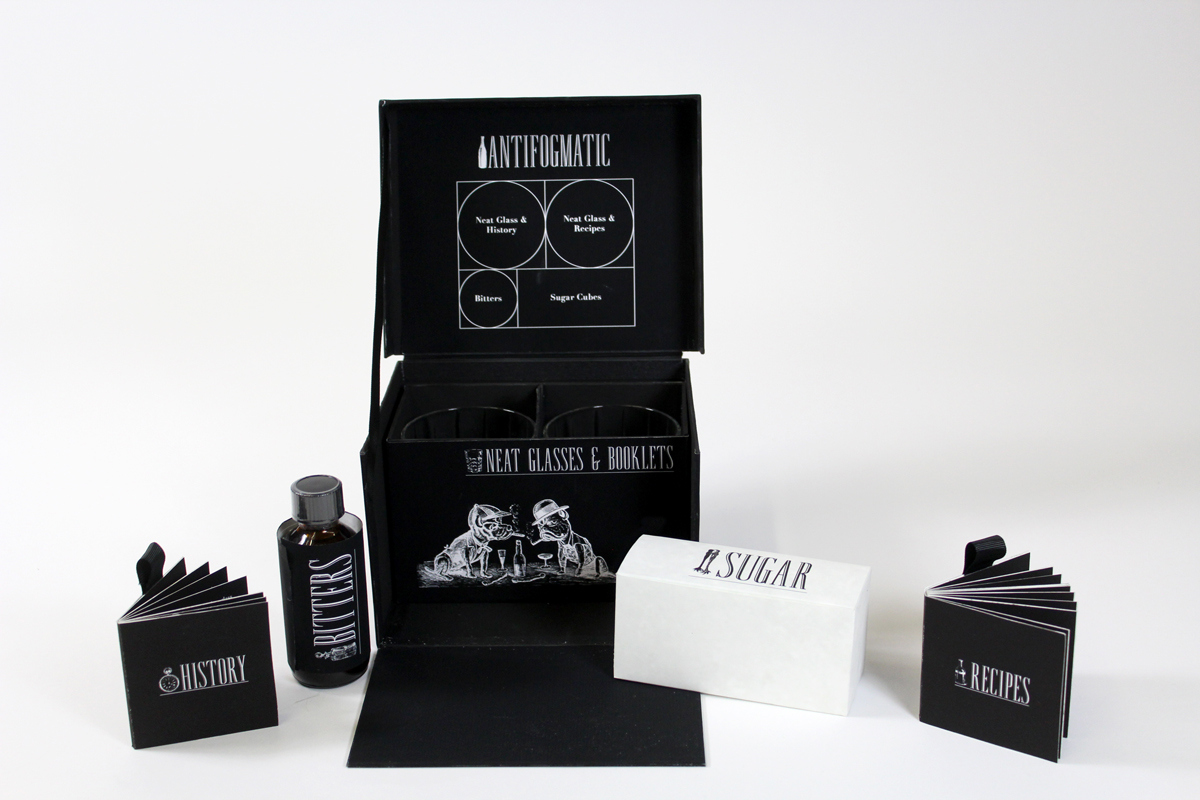 ANTIFOGMATIC
Neat Glass &
History
Neat Glass &
Recipes
Bitters
Sugar Cubes
NEAT GLASSES & BOOKLETS
BITTERS
SUGAR
HISTORY
RECIPES